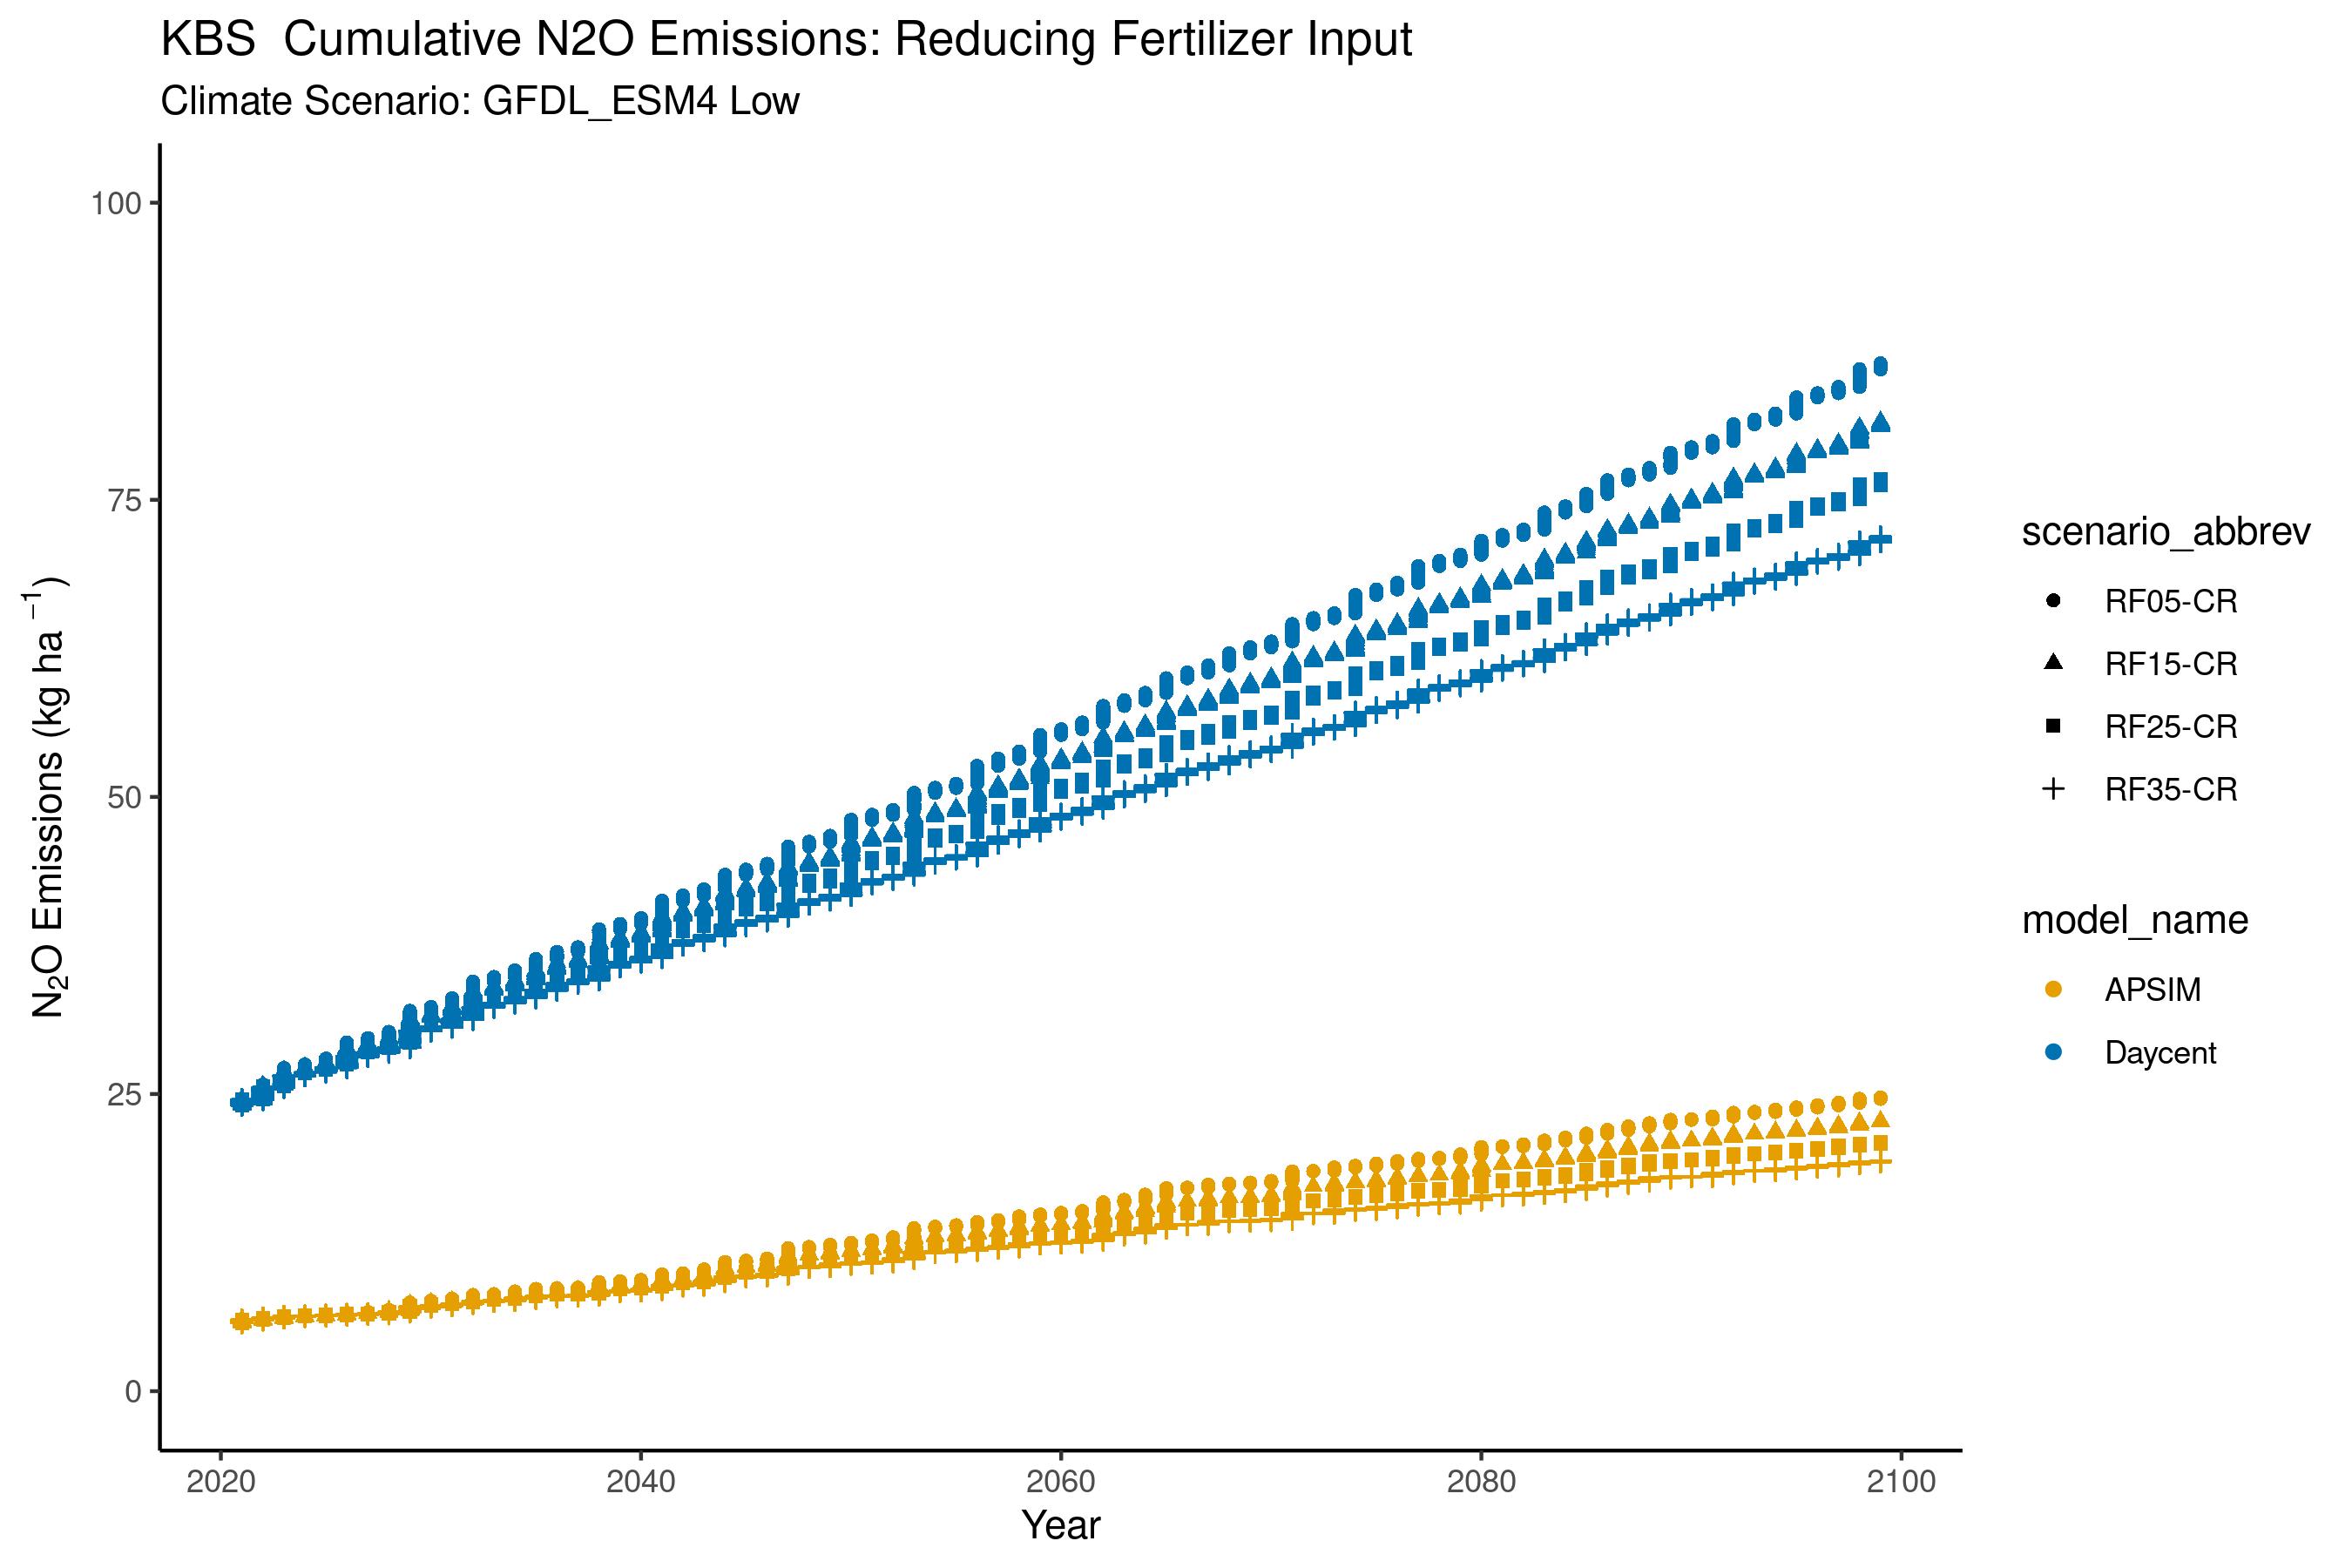 KBS  Cumulative N2O Emissions: Reducing Fertilizer Input
Climate Scenario: GFDL_ESM4 Low
N₂O Emissions (kg ha ⁻¹)
100
75
50
25
0
2020 2040 2060 2080 2100
Year
scenario_abbrev
RF05-CR
RF15-CR
RF25-CR
RF35-CR
model_name
APSIM
Daycent